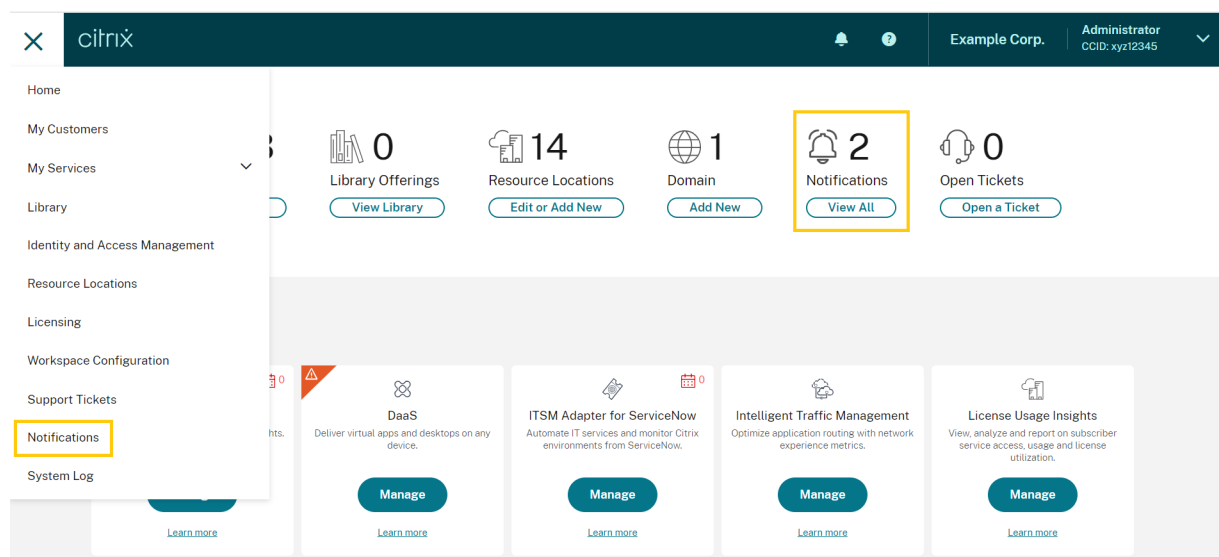 citrix
Example Corp.
Administrator
CCID: xyz12345
Home
My Customers
My Services
Library
Identity and Access Management
Resource Locations
Licensing
Workspace Configuration
Support Tickets
Notifications
System Log
0
Library Offerings
View Library
14
Resource Locations
Edit or Add New
1
Domain
Add New
2
Notifications
View All
0
Open Tickets
Open a Ticket
0
hts.
Learn more
DaaS
Deliver virtual apps and desktops on any
device.
Manage
Learn more
0
ITSM Adapter for ServiceNow
Automate IT services and monitor Citrix
environments from ServiceNow.
Manage
Learn more
Intelligent Traffic Management
Optimize application routing with network
experience metrics.
Manage
Learn more
License Usage Insights
View, analyze and report on subscriber
service access, usage and license
utilization.
Manage
Learn more